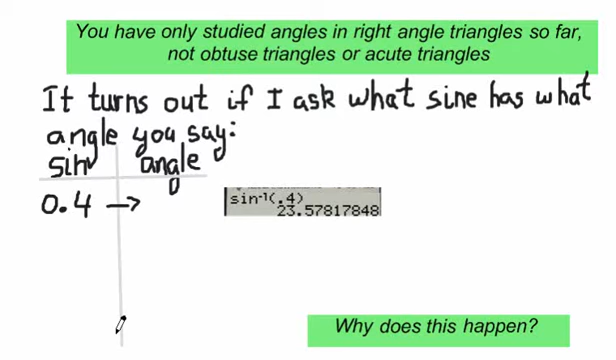 You have only studied angles in right angle triangles so far,
not obtuse triangles or acute triangles
It turns out if I ask what sine has what
angle you say:
sin angle
0.4 → 
sin⁻¹(.4)
23.57817848
Why does this happen?